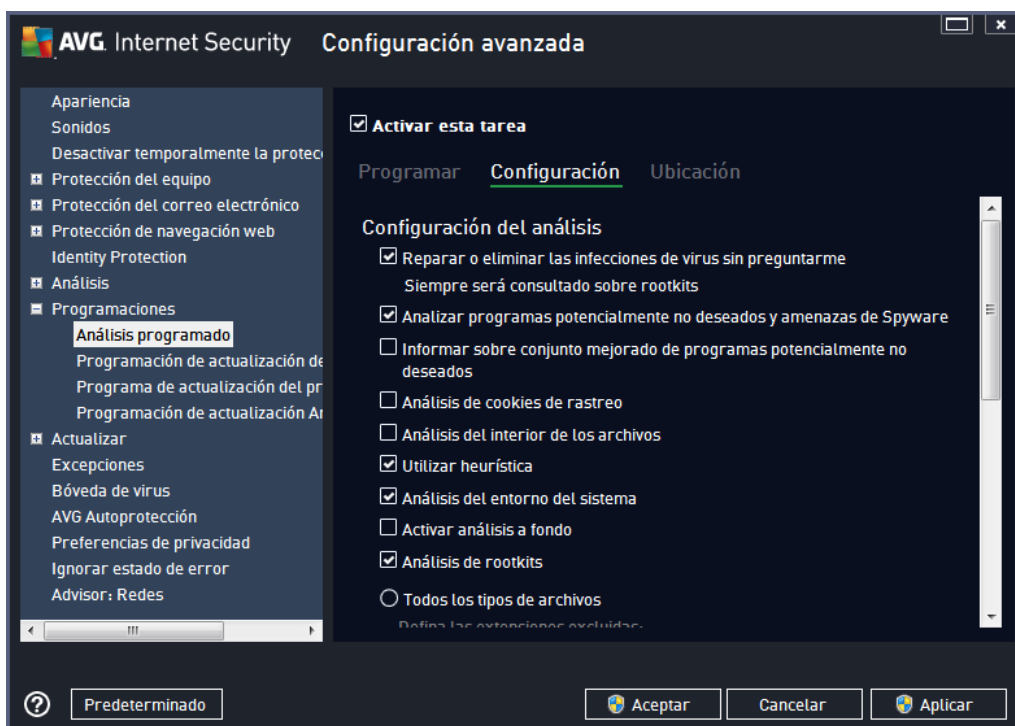 AVG. Internet Security Configuración avanzada
Apariencia
Sonidos
Desactivar temporalmente la protec
Protección del equipo
Protección del correo electrónico
Protección de navegación web
Identity Protection
Análisis
Programaciones
Análisis programado
Programación de actualización de
Programa de actualización del pr
Programación de actualización
Actualizar
Excepciones
Bóveda de virus
AVG Autoprotección
Preferencias de privacidad
Ignorar estado de error
Advisor: Redes
Activar esta tarea
Programar Configuración Ubicación
Configuración del análisis
Reparar o eliminar las infecciones de virus sin preguntarme
Siempre será consultado sobre rootkits
Analizar programas potencialmente no deseados y amenazas de Spyware
Informar sobre conjunto mejorado de programas potencialmente no
deseados
Análisis de cookies de rastreo
Análisis del interior de los archivos
Utilizar heurística
Análisis del entorno del sistema
Activar análisis a fondo
Análisis de rootkits
Todos los tipos de archivos
Defina las extensiones excluidas:
Predeterminado
Aceptar
Cancelar
Aplicar